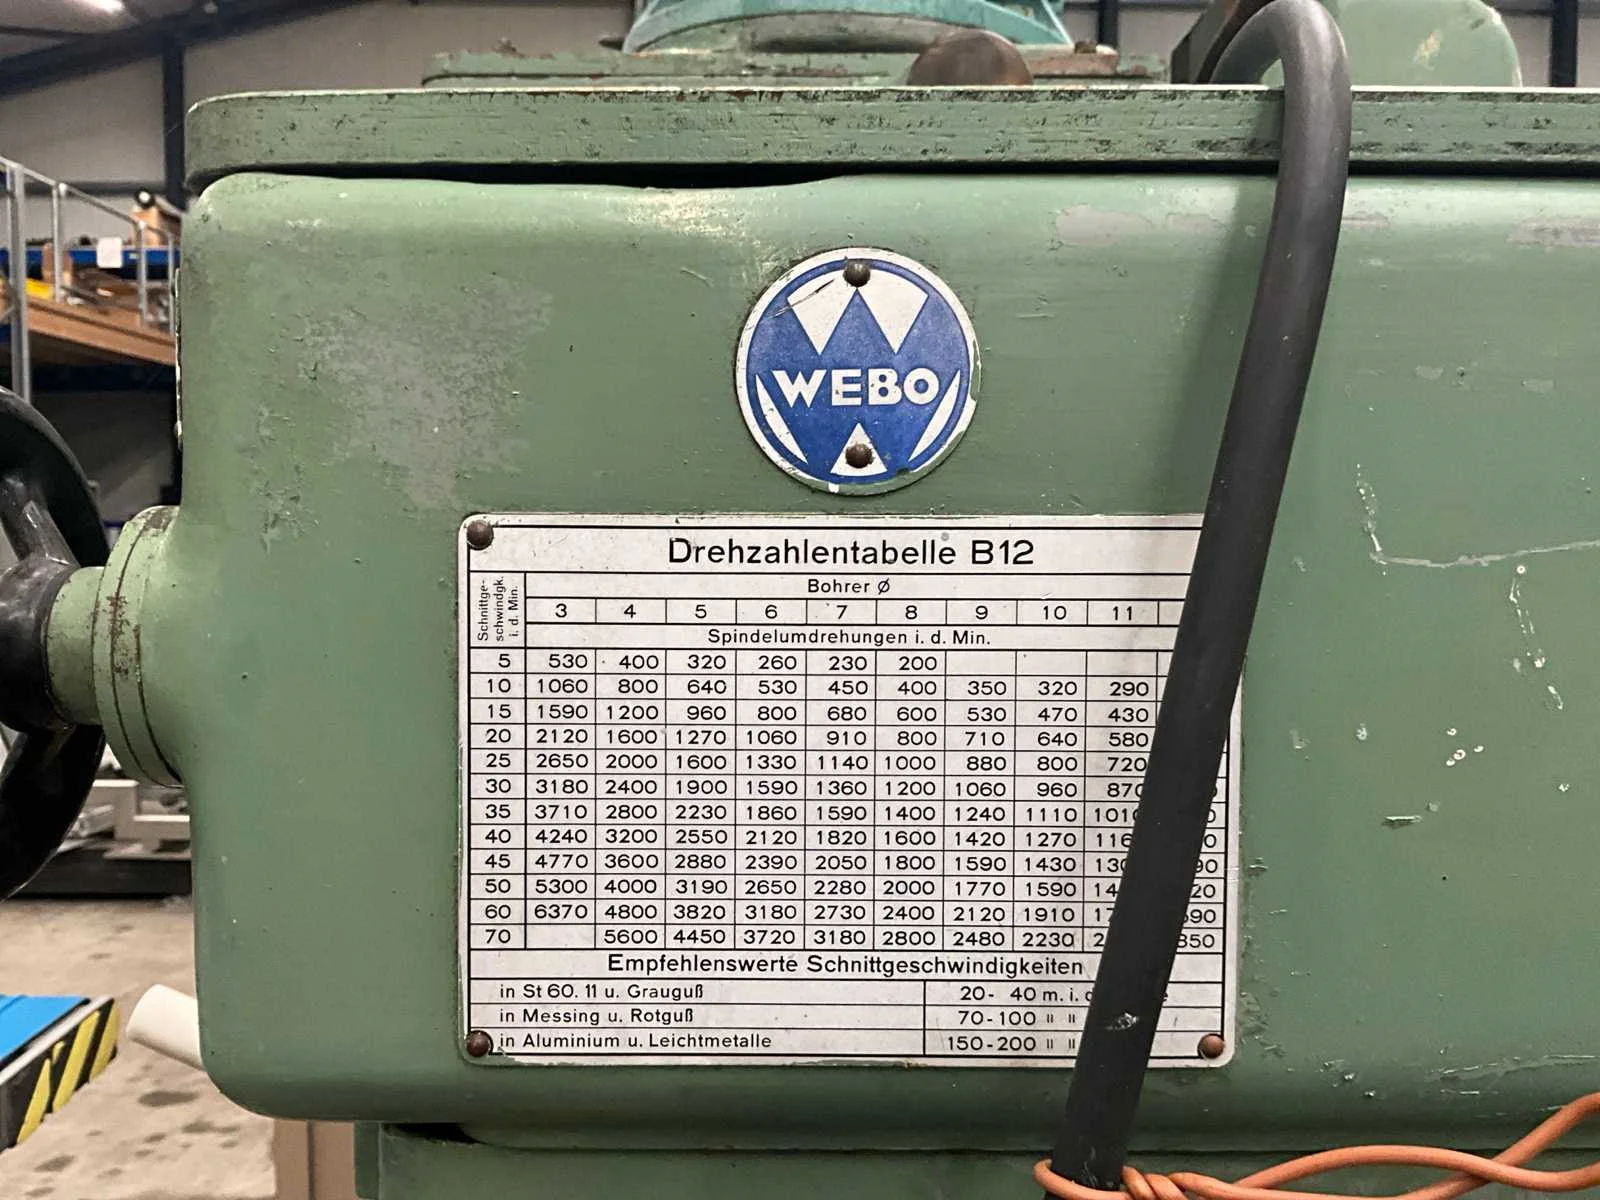 WEBO
Drehzahlentabelle B12
Schnittge-
schwindgk.
i. d. Min.
Bohrer ø
3 4 5 6 7 8 9 10 11
Spindelumdrehungen i. d. Min.
5 530 400 320 260 230 200
10 1060 800 640 530 450 400 350 320 290
15 1590 1200 960 800 680 600 530 470 430
20 2120 1600 1270 1060 910 800 710 640 580
25 2650 2000 1600 1330 1140 1000 880 800 720
30 3180 2400 1900 1590 1360 1200 1060 960
35 3710 2800 2230 1860 1590 1400 1240 1110
40 4240 3200 2550 2120 1820 1600 1420 1270
45 4770 3600 2880 2390 2050 1800 1590 1430
50 5300 4000 3190 2650 2280 2000 1770 1590
60 6370 4800 3820 3180 2730 2400 2120 1910
70 5600 4450 3720 3180 2800 2480 2230
Empfehlenswerte Schnittgeschwindigkeiten
in St 60. 11 u. Grauguß 20- 40 m. i.
in Messing u. Rotguß 70-100 " "
in Aluminium u. Leichtmetalle 150-200 " "